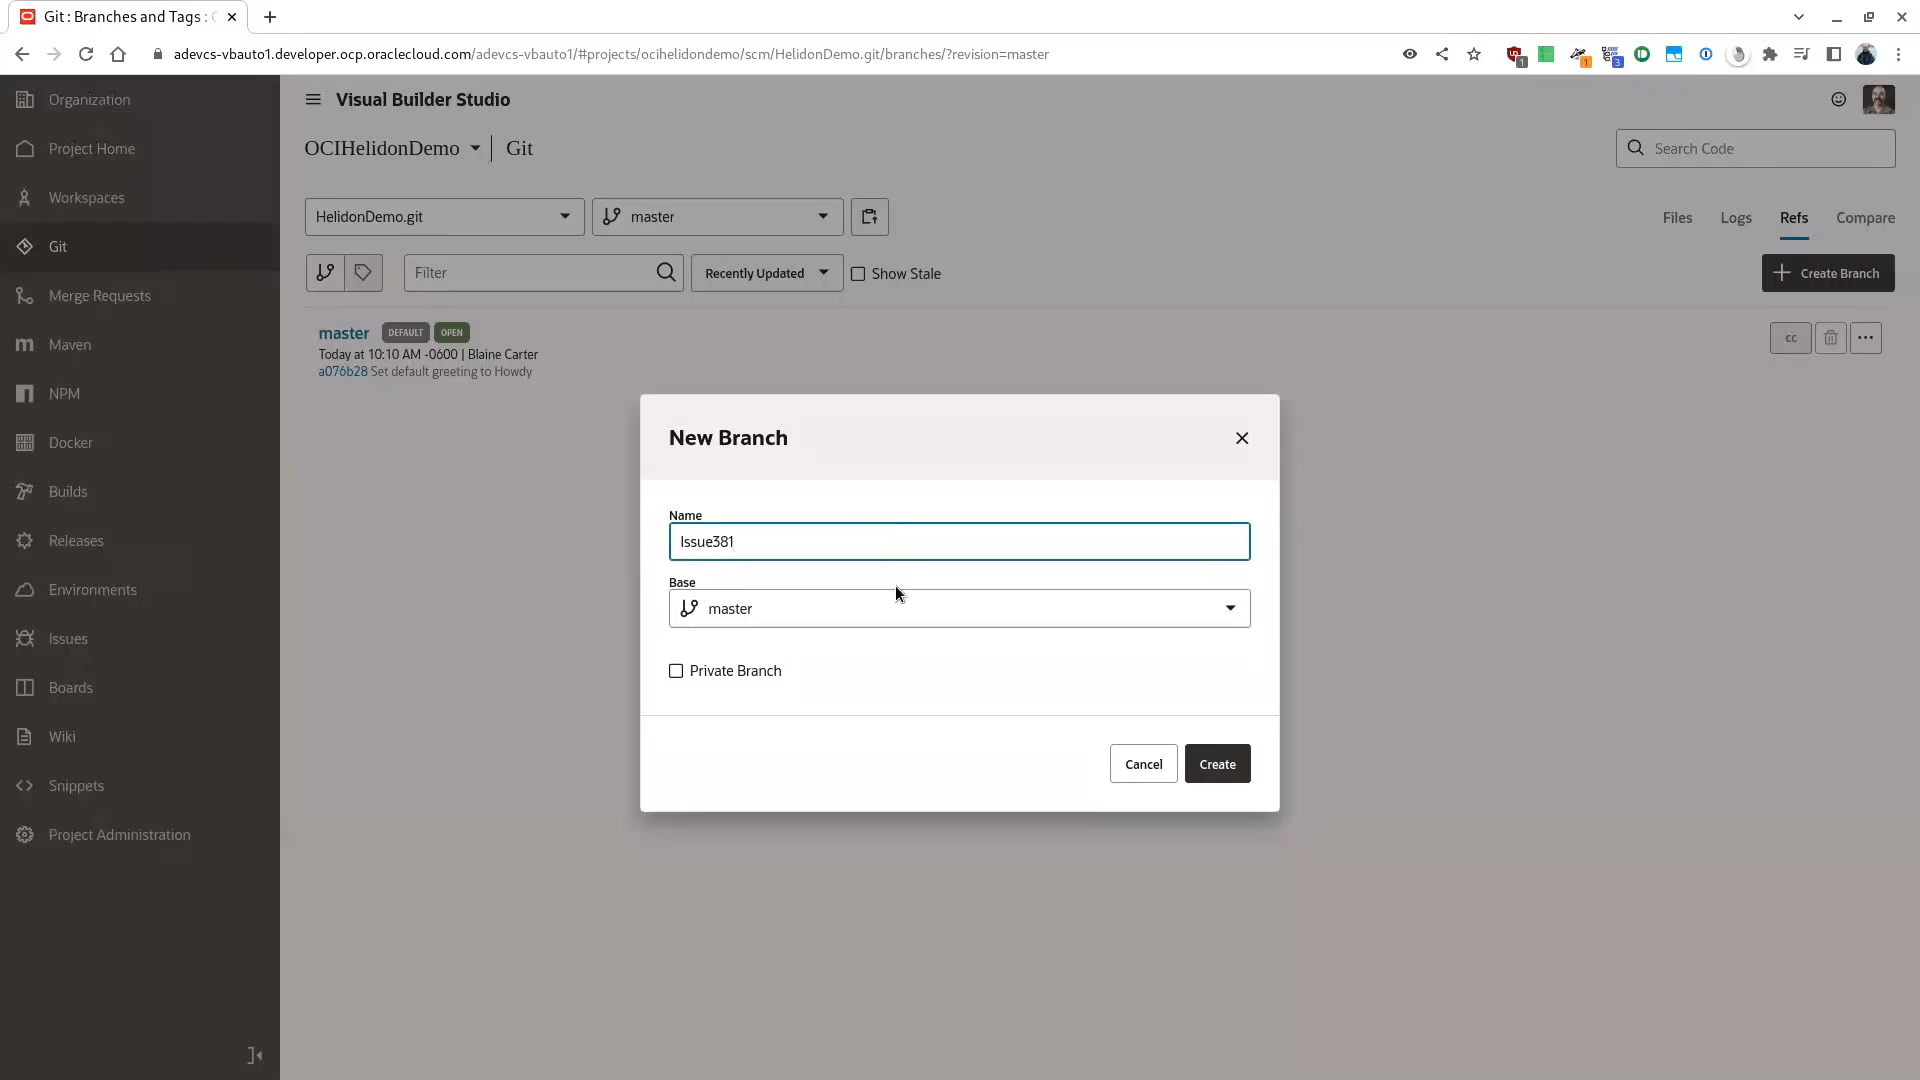 Git : Branches and Tags :
adevcs-vbauto1.developer.ocp.oraclecloud.com/adevcs-vbauto1/#projects/ocihelidondemo/scm/HelidonDemo.git/branches/?revision=master
1
1
3
Organization
Project Home
Workspaces
Git
Merge Requests
Maven
NPM
Docker
Builds
Releases
Environments
Issues
Boards
Wiki
Snippets
Project Administration
Visual Builder Studio
OCIHelidonDemo
Git
Search Code
HelidonDemo.git
master
Files
Logs
Refs
Compare
Filter
Recently Updated
Show Stale
Create Branch
master DEFAULT OPEN
Today at 10:10 AM -0600 | Blaine Carter
a076b28 Set default greeting to Howdy
cc
New Branch
Name
Issue381
Base
master
Private Branch
Cancel
Create